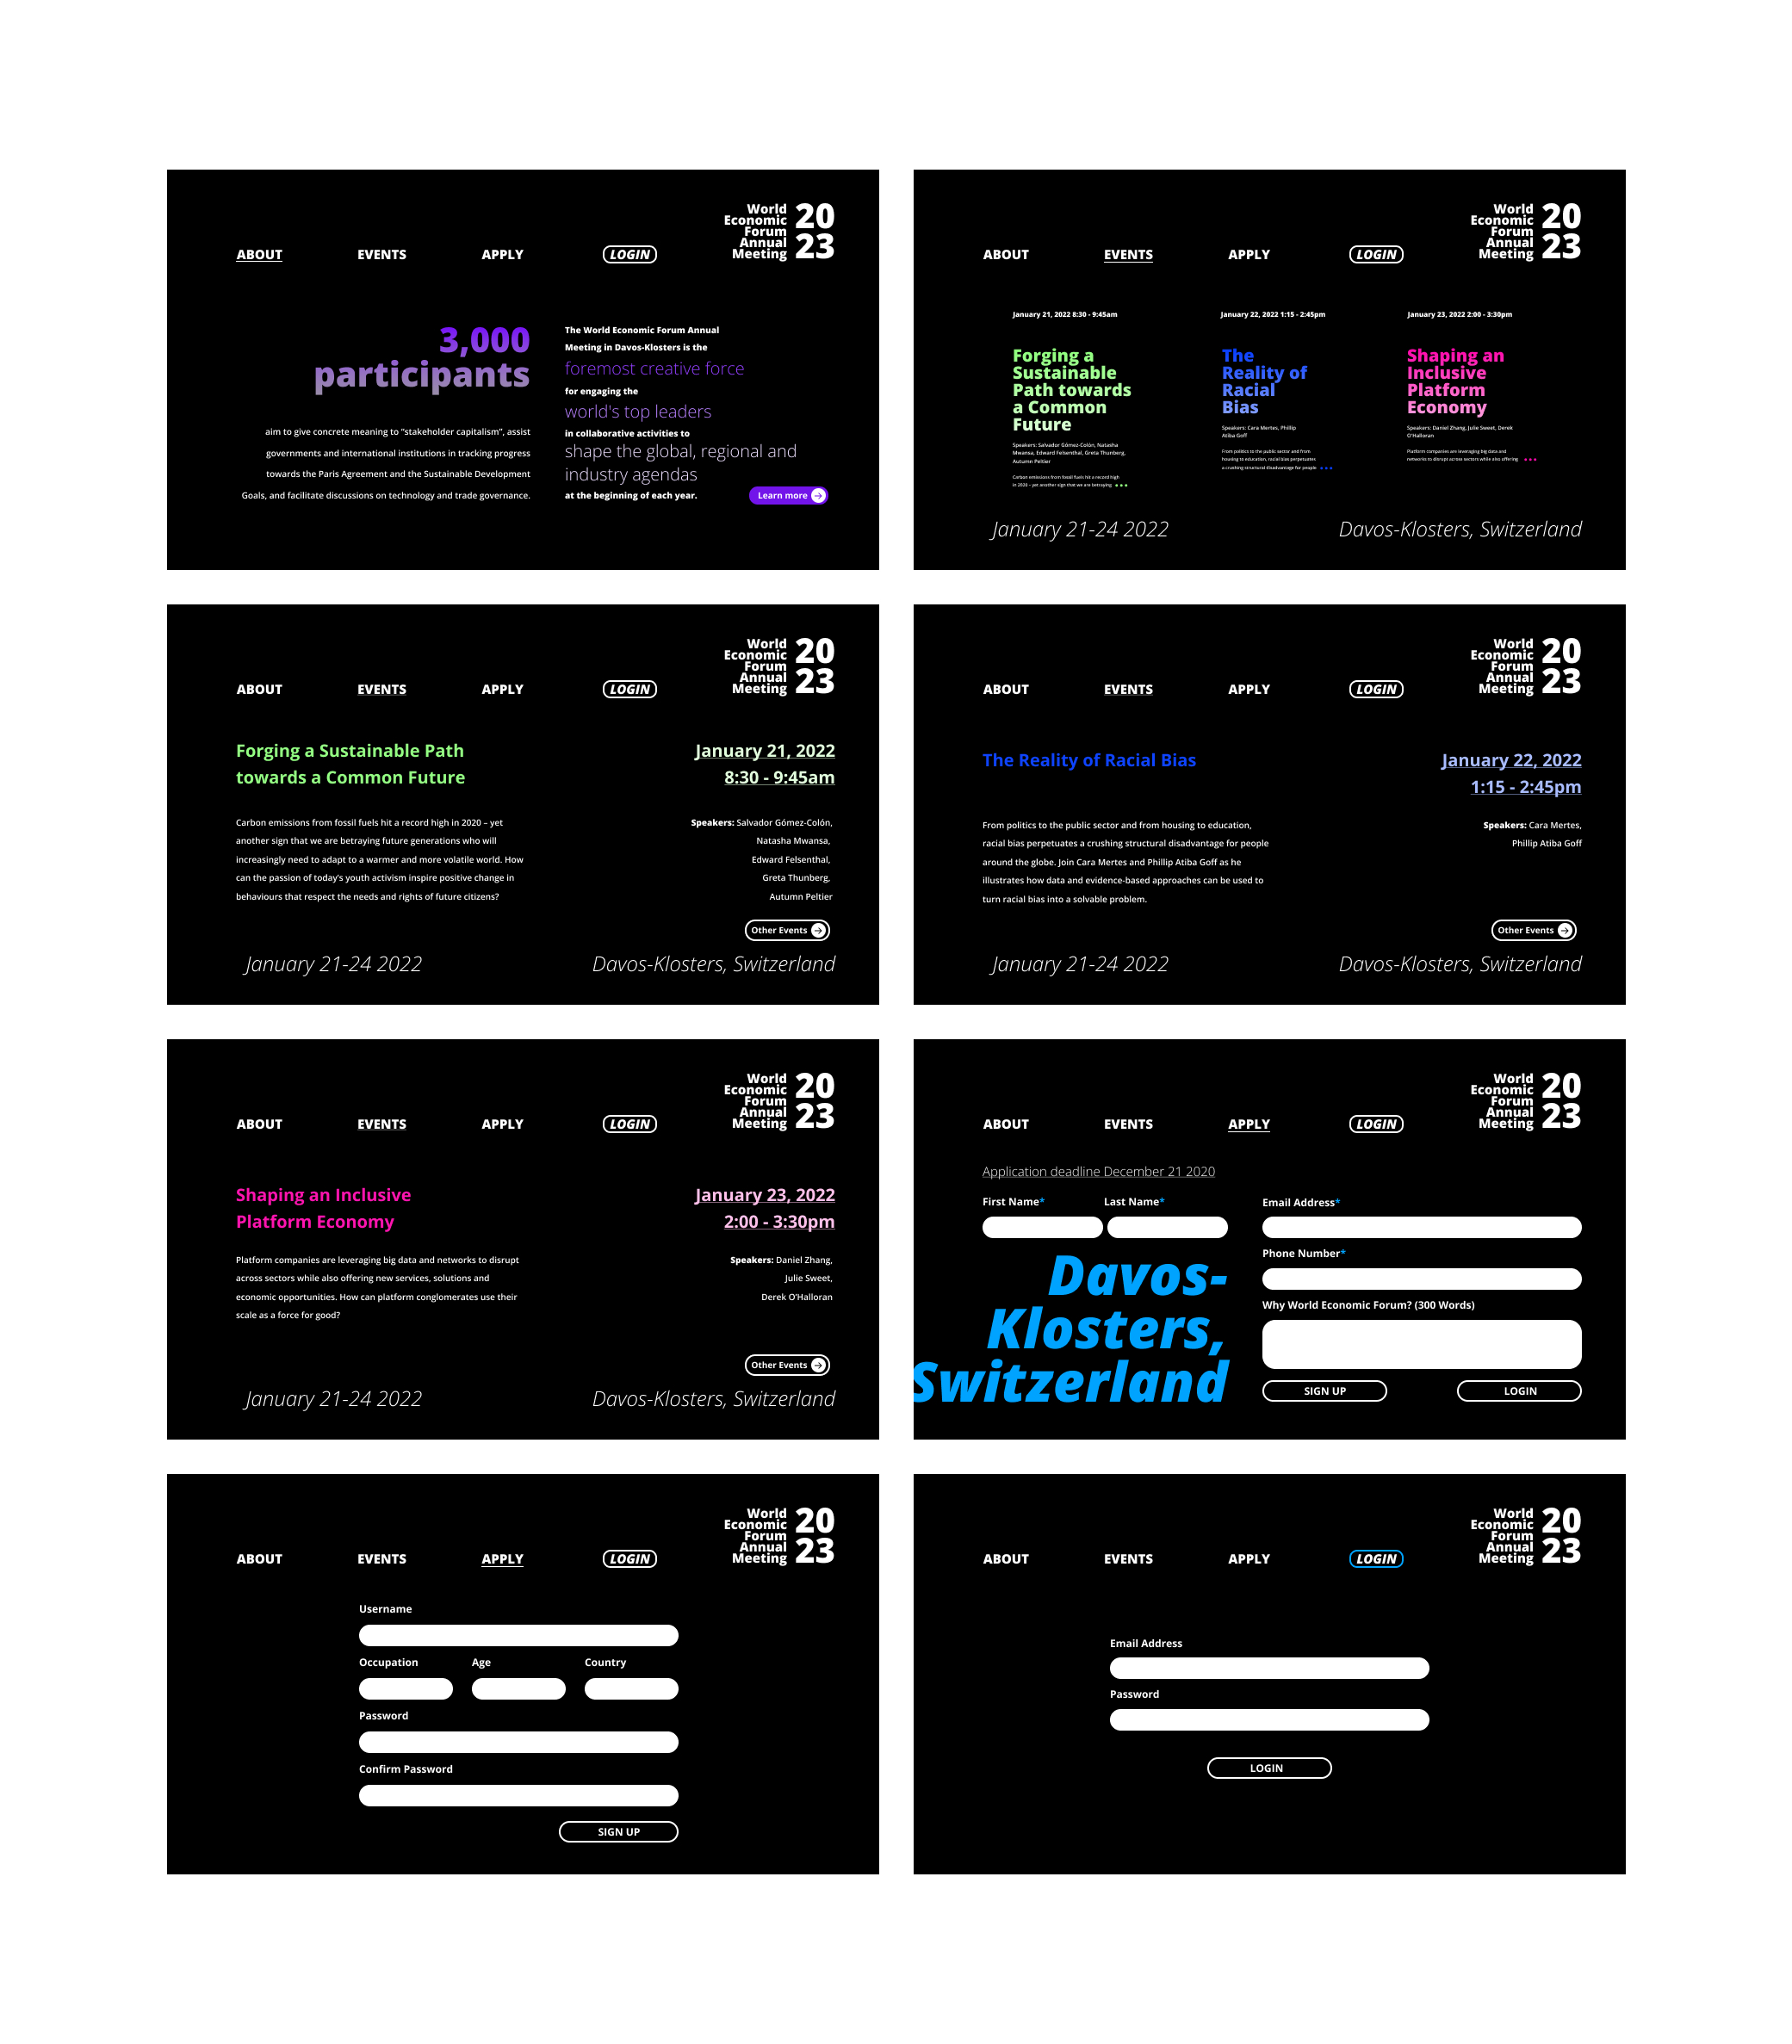 World
Economic
Forum
Annual
Meeting
20
23
ABOUT
EVENTS
APPLY
LOGIN
3,000
participants
aim to give concrete meaning to “stakeholder capitalism”, assist
governments and international institutions in tracking progress
towards the Paris Agreement and the Sustainable Development
Goals, and facilitate discussions on technology and trade governance.
The World Economic Forum Annual
Meeting in Davos-Klosters is the
foremost creative force
for engaging the
world's top leaders
in collaborative activities to
shape the global, regional and
industry agendas
at the beginning of each year.
Learn more
World
Economic
Forum
Annual
Meeting
20
23
ABOUT
EVENTS
APPLY
LOGIN
January 21, 2022 8:30 - 9:45am
Forging a
Sustainable
Path towards
a Common
Future
Speakers: Salvador Gómez-Colón, Natasha
Mwansa, Edward Felsenthal, Greta Thunberg,
Autumn Peltier
Carbon emissions from fossil fuels hit a record high
in 2020 – yet another sign that we are betraying
January 22, 2022 1:15 - 2:45pm
The
Reality of
Racial
Bias
Speakers: Cara Mertes, Phillip
Atiba Goff
From politics to the public sector and from
housing to education, racial bias perpetuates
a crushing structural disadvantage for people
January 23, 2022 2:00 - 3:30pm
Shaping an
Inclusive
Platform
Economy
Speakers: Daniel Zhang, Julie Sweet, Derek
O'Halloran
Platform companies are leveraging big data and
networks to disrupt across sectors while also offering
January 21-24 2022
Davos-Klosters, Switzerland
World
Economic
Forum
Annual
Meeting
20
23
ABOUT
EVENTS
APPLY
LOGIN
Forging a Sustainable Path
towards a Common Future
January 21, 2022
8:30 - 9:45am
Carbon emissions from fossil fuels hit a record high in 2020 – yet
another sign that we are betraying future generations who will
increasingly need to adapt to a warmer and more volatile world. How
can the passion of today's youth activism inspire positive change in
behaviours that respect the needs and rights of future citizens?
Speakers: Salvador Gómez-Colón,
Natasha Mwansa,
Edward Felsenthal,
Greta Thunberg,
Autumn Peltier
Other Events
January 21-24 2022
Davos-Klosters, Switzerland
World
Economic
Forum
Annual
Meeting
20
23
ABOUT
EVENTS
APPLY
LOGIN
The Reality of Racial Bias
January 22, 2022
1:15 - 2:45pm
From politics to the public sector and from housing to education,
racial bias perpetuates a crushing structural disadvantage for people
around the globe. Join Cara Mertes and Phillip Atiba Goff as he
illustrates how data and evidence-based approaches can be used to
turn racial bias into a solvable problem.
Speakers: Cara Mertes,
Phillip Atiba Goff
Other Events
January 21-24 2022
Davos-Klosters, Switzerland
World
Economic
Forum
Annual
Meeting
20
23
ABOUT
EVENTS
APPLY
LOGIN
Shaping an Inclusive
Platform Economy
January 23, 2022
2:00 - 3:30pm
Platform companies are leveraging big data and networks to disrupt
across sectors while also offering new services, solutions and
economic opportunities. How can platform conglomerates use their
scale as a force for good?
Speakers: Daniel Zhang,
Julie Sweet,
Derek O'Halloran
Other Events
January 21-24 2022
Davos-Klosters, Switzerland
World
Economic
Forum
Annual
Meeting
20
23
ABOUT
EVENTS
APPLY
LOGIN
Application deadline December 21 2020
First Name*
Last Name*
Davos-
Klosters,
Switzerland
Email Address*
Phone Number*
Why World Economic Forum? (300 Words)
SIGN UP
LOGIN
World
Economic
Forum
Annual
Meeting
20
23
ABOUT
EVENTS
APPLY
LOGIN
Username
Occupation
Age
Country
Password
Confirm Password
SIGN UP
World
Economic
Forum
Annual
Meeting
20
23
ABOUT
EVENTS
APPLY
LOGIN
Email Address
Password
LOGIN